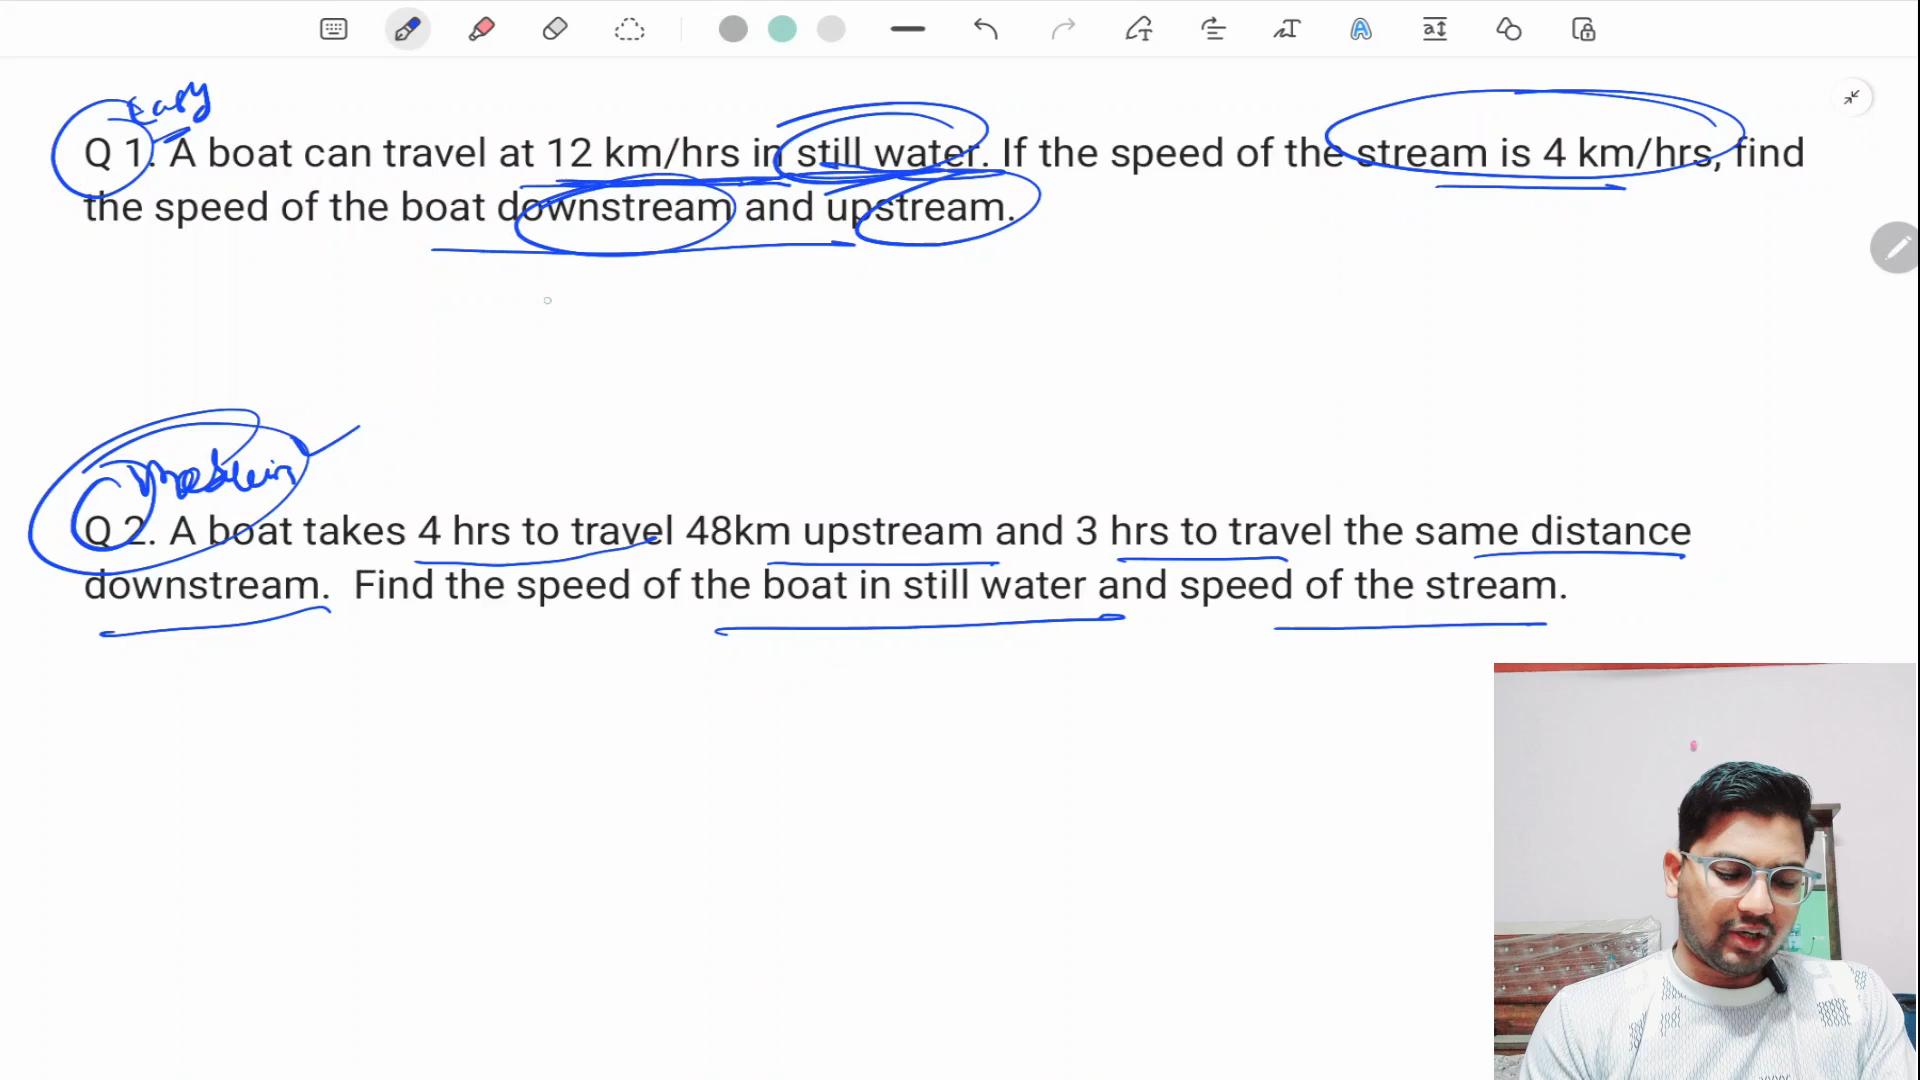 Easy
Q 1. A boat can travel at 12 km/hrs in still water. If the speed of the stream is 4 km/hrs, find
the speed of the boat downstream and upstream.
Q 2. A boat takes 4 hrs to travel 48km upstream and 3 hrs to travel the same distance
downstream. Find the speed of the boat in still water and speed of the stream.